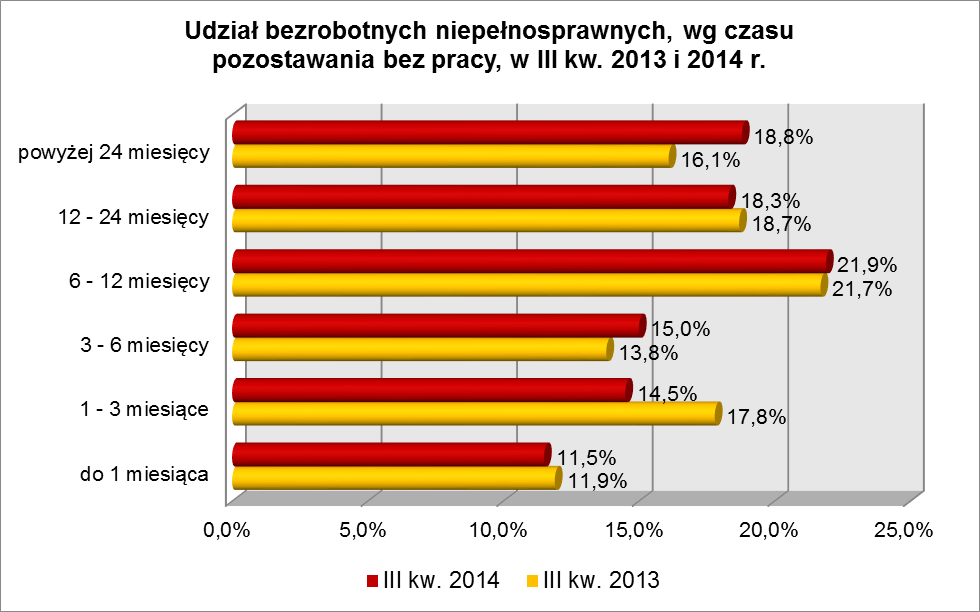 Udział bezrobotnych niepełnosprawnych, wg czasu
pozostawania bez pracy, w III kw. 2013 i 2014 r.
powyżej 24 miesięcy
18,8%
16,1%
12 - 24 miesięcy
18,3%
18,7%
6 - 12 miesięcy
21,9%
21,7%
3 - 6 miesięcy
15,0%
13,8%
1 - 3 miesiące
14,5%
17,8%
do 1 miesiąca
11,5%
11,9%
0,0% 5,0% 10,0% 15,0% 20,0% 25,0%
III kw. 2014 III kw. 2013